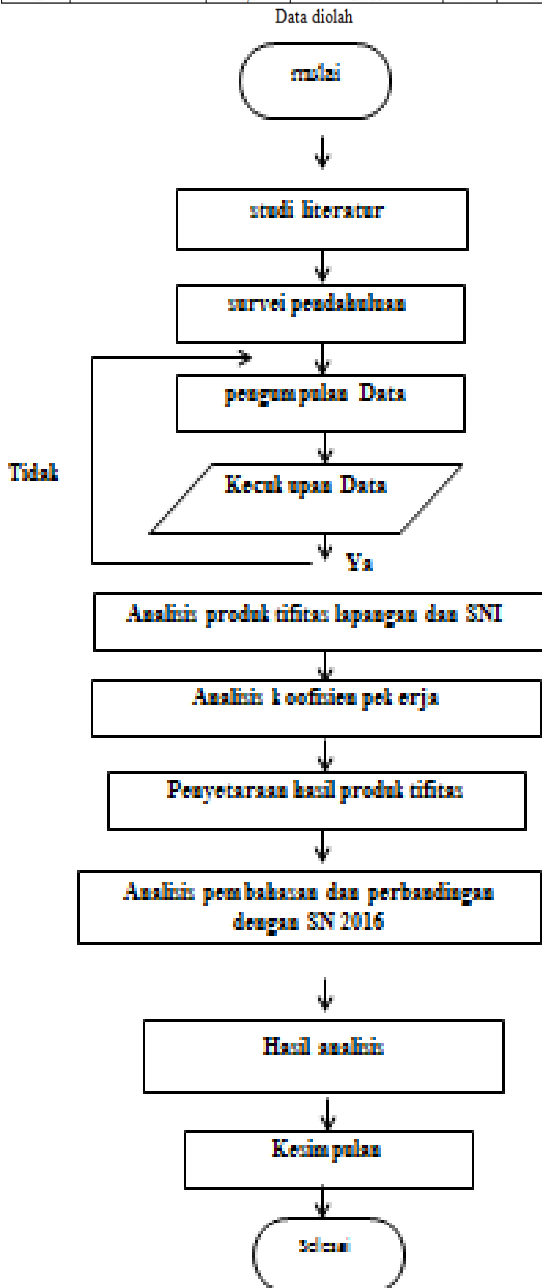 Data diolah
mulai
studi literatur
survei pendahuluan
pengumpulan Data
Tidak
Kecukupan Data
Ya
Analisis produktifitas lapangan dan SNI
Analisis koofisien pekerja
Penyetaraan hasil produktifitas
Analisis pembahasan dan perbandingan
dengan SN 2016
Hasil analisis
Kesimpulan
Selesai